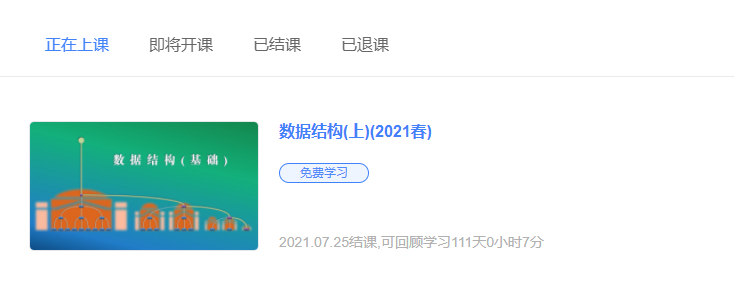 正在上课 即将开课 已结课 已退课
数据结构(上)(2021春)
数据结构(基础)
免费学习
2021.07.25结课,可回顾学习111天0小时7分